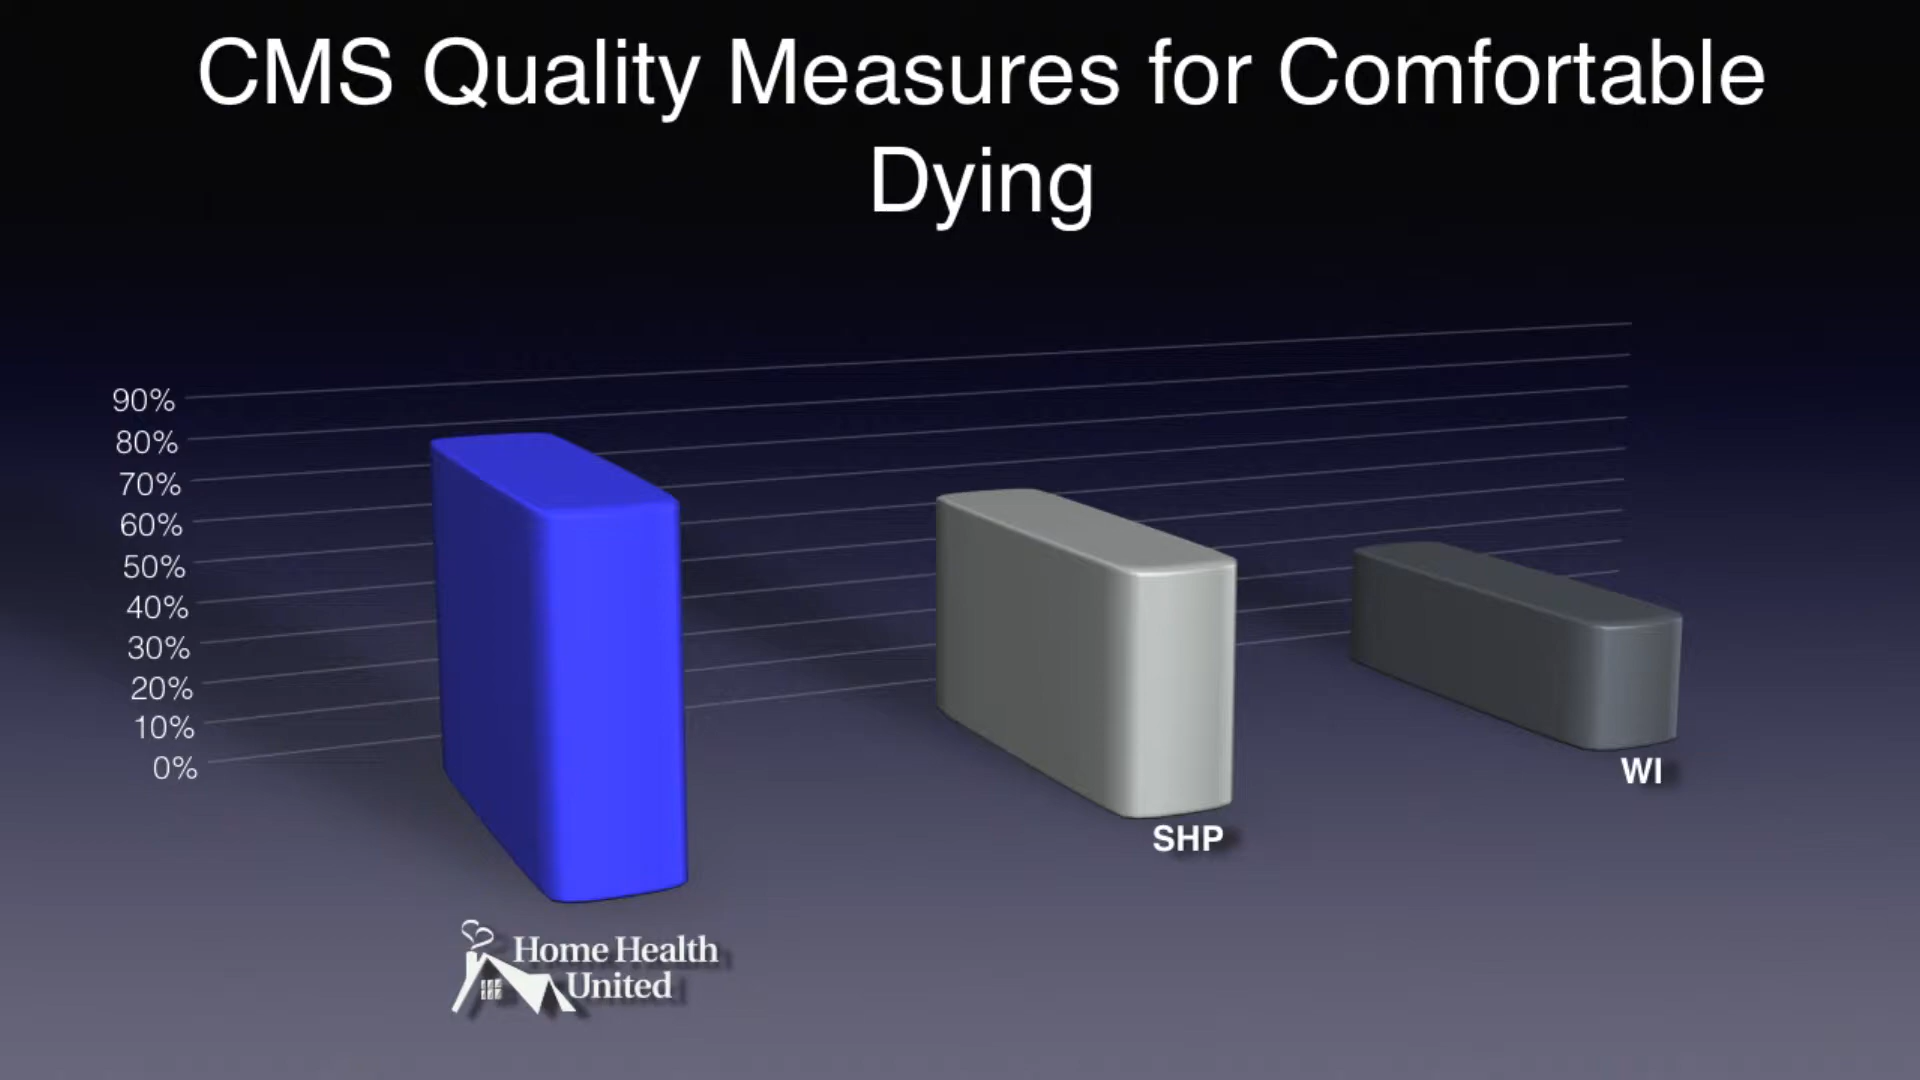 CMS Quality Measures for Comfortable
Dying
90%
80%
70%
60%
50%
40%
30%
20%
10%
0%
WI
SHP
Home Health
United